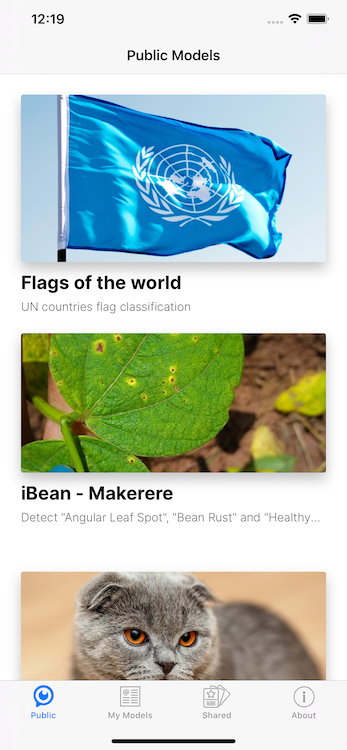 12:19
Public Models
Flags of the world
UN countries flag classification
iBean - Makerere
Detect "Angular Leaf Spot", "Bean Rust" and "Healthy...
Public
My Models
Shared
About